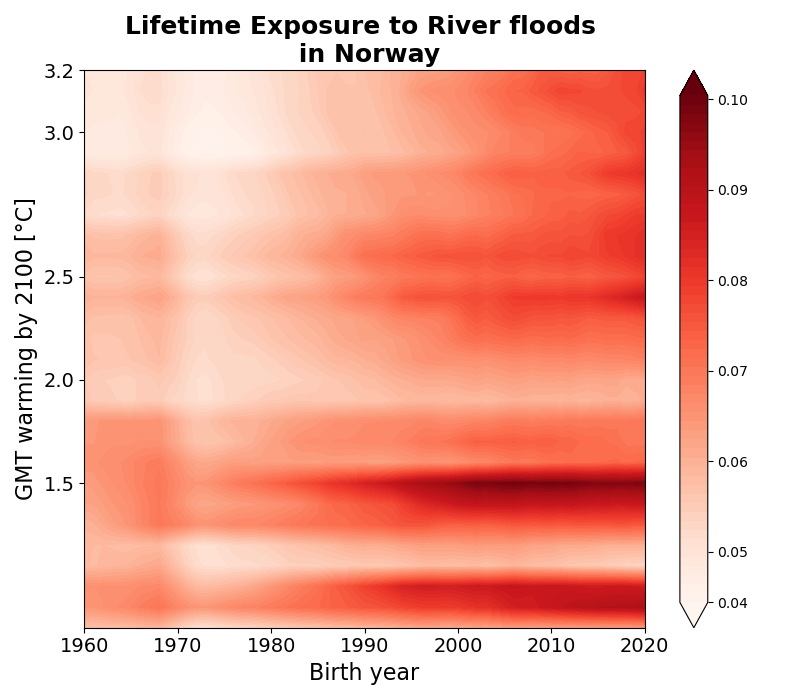 Lifetime Exposure to River floods
in Norway
GMT warming by 2100 [°C]
3.2
3.0
2.5
2.0
1.5
1960 1970 1980 1990 2000 2010 2020
Birth year
0.10
0.09
0.08
0.07
0.06
0.05
0.04